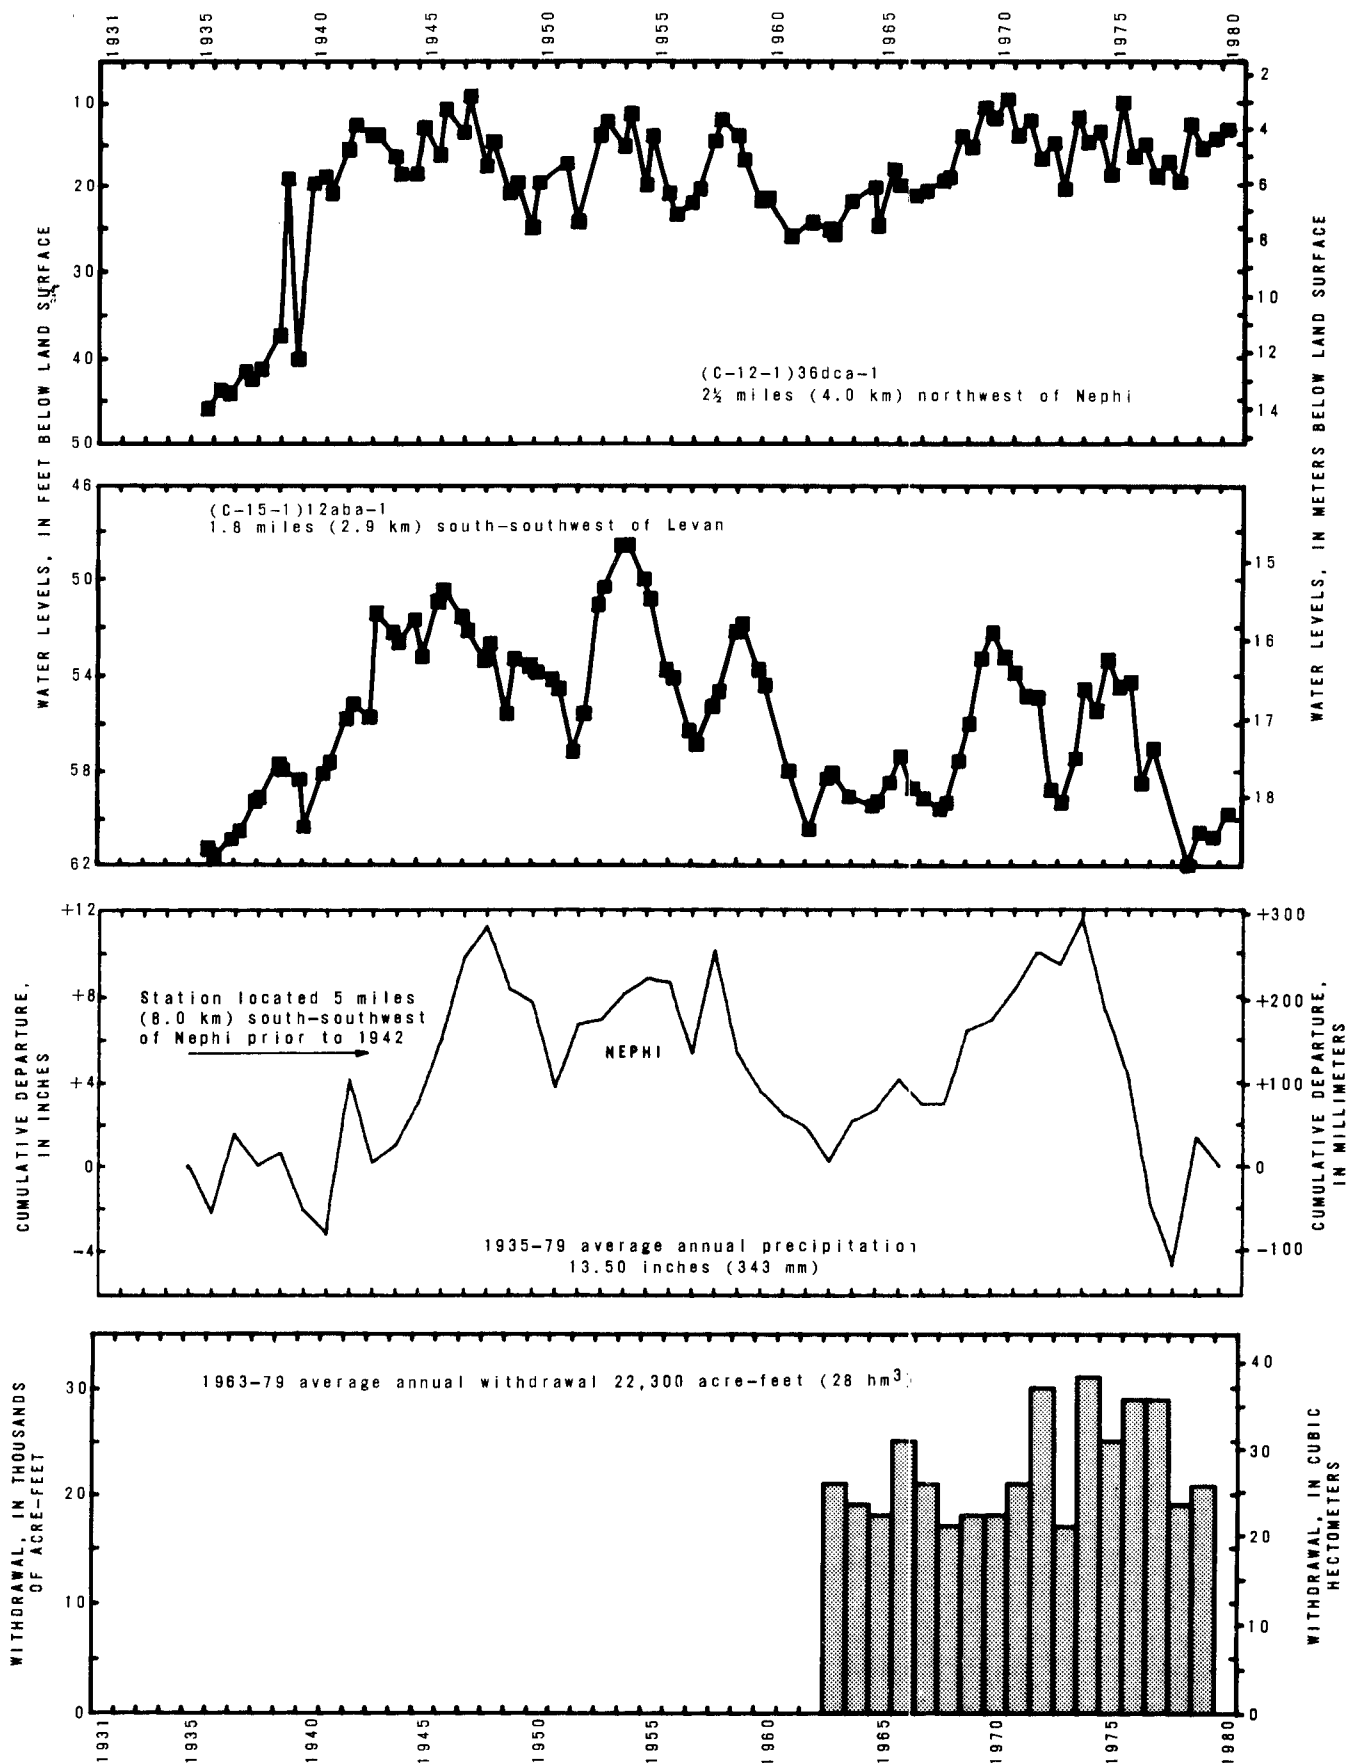 1931 1935 1940 1945 1950 1955 1960 1965 1970 1975 1980
WATER LEVELS, IN FEET BELOW LAND SURFACE
10
20
30
40
50
(C-12-1)36dca-1
2½ miles (4.0 km) northwest of Nephi
2
4
6
8
10
12
14
WATER LEVELS, IN METERS BELOW LAND SURFACE
46
50
54
58
62
(C-15-1)12aba-1
1.8 miles (2.9 km) south-southwest of Levan
15
16
17
18
CUMULATIVE DEPARTURE,
IN INCHES
+12
+8
+4
0
-4
Station located 5 miles
(8.0 km) south-southwest
of Nephi prior to 1942
NEPHI
1935-79 average annual precipitation
13.50 inches (343 mm)
+300
+200
+100
0
-100
CUMULATIVE DEPARTURE,
IN MILLIMETERS
WITHDRAWAL, IN THOUSANDS
OF ACRE-FEET
30
20
10
0
1963-79 average annual withdrawal 22,300 acre-feet (28 hm³)
40
30
20
10
0
WITHDRAWAL, IN CUBIC
HECTOMETERS
1931 1935 1940 1945 1950 1955 1960 1965 1970 1975 1980